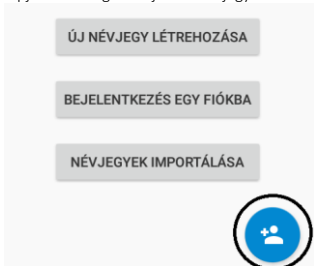 ÚJ NÉVJEGY LÉTREHOZÁSA
BEJELENTKEZÉS EGY FIÓKBA
NÉVJEGYEK IMPORTÁLÁSA